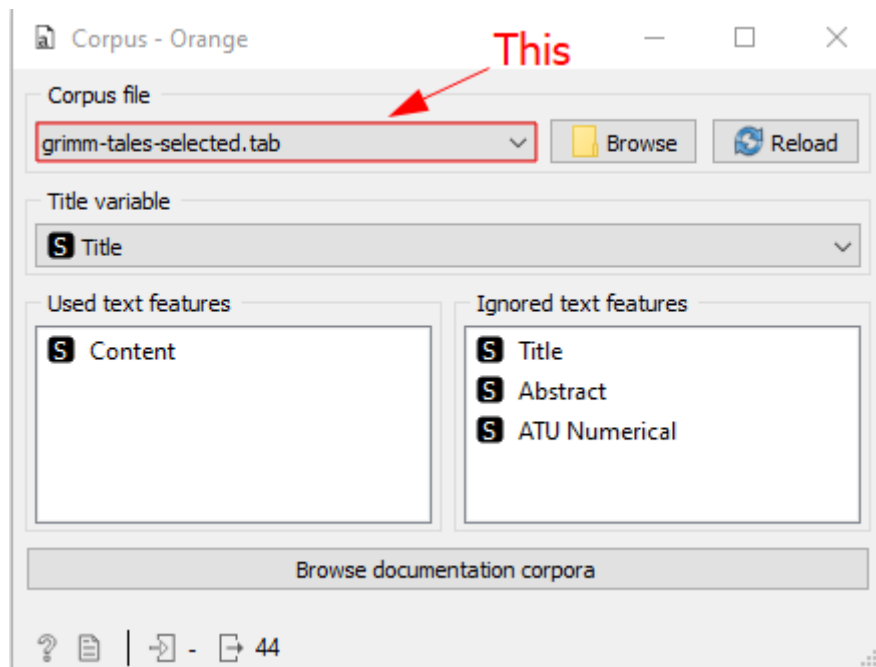 Corpus - Orange
This
Corpus file
grimm-tales-selected.tab
Browse
Reload
Title variable
S Title
Used text features
S Content
Ignored text features
S Title
S Abstract
S ATU Numerical
Browse documentation corpora
? - 44